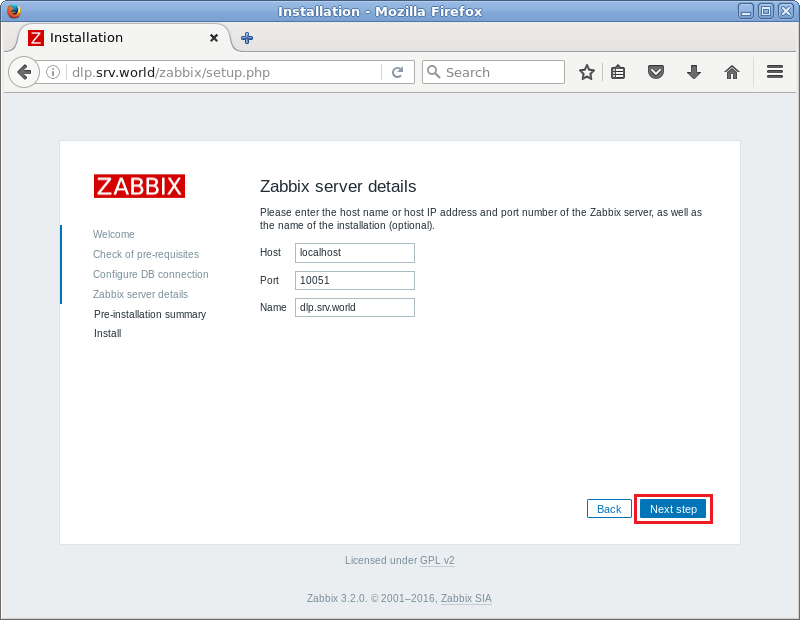 Installation - Mozilla Firefox
Z Installation
dlp.srv.world/zabbix/setup.php
Search
ZABBIX
Welcome
Check of pre-requisites
Configure DB connection
Zabbix server details
Pre-installation summary
Install
Zabbix server details
Please enter the host name or host IP address and port number of the Zabbix server, as well as
the name of the installation (optional).
Host localhost
Port 10051
Name dlp.srv.world
Back Next step
Licensed under GPL v2
Zabbix 3.2.0. © 2001–2016, Zabbix SIA